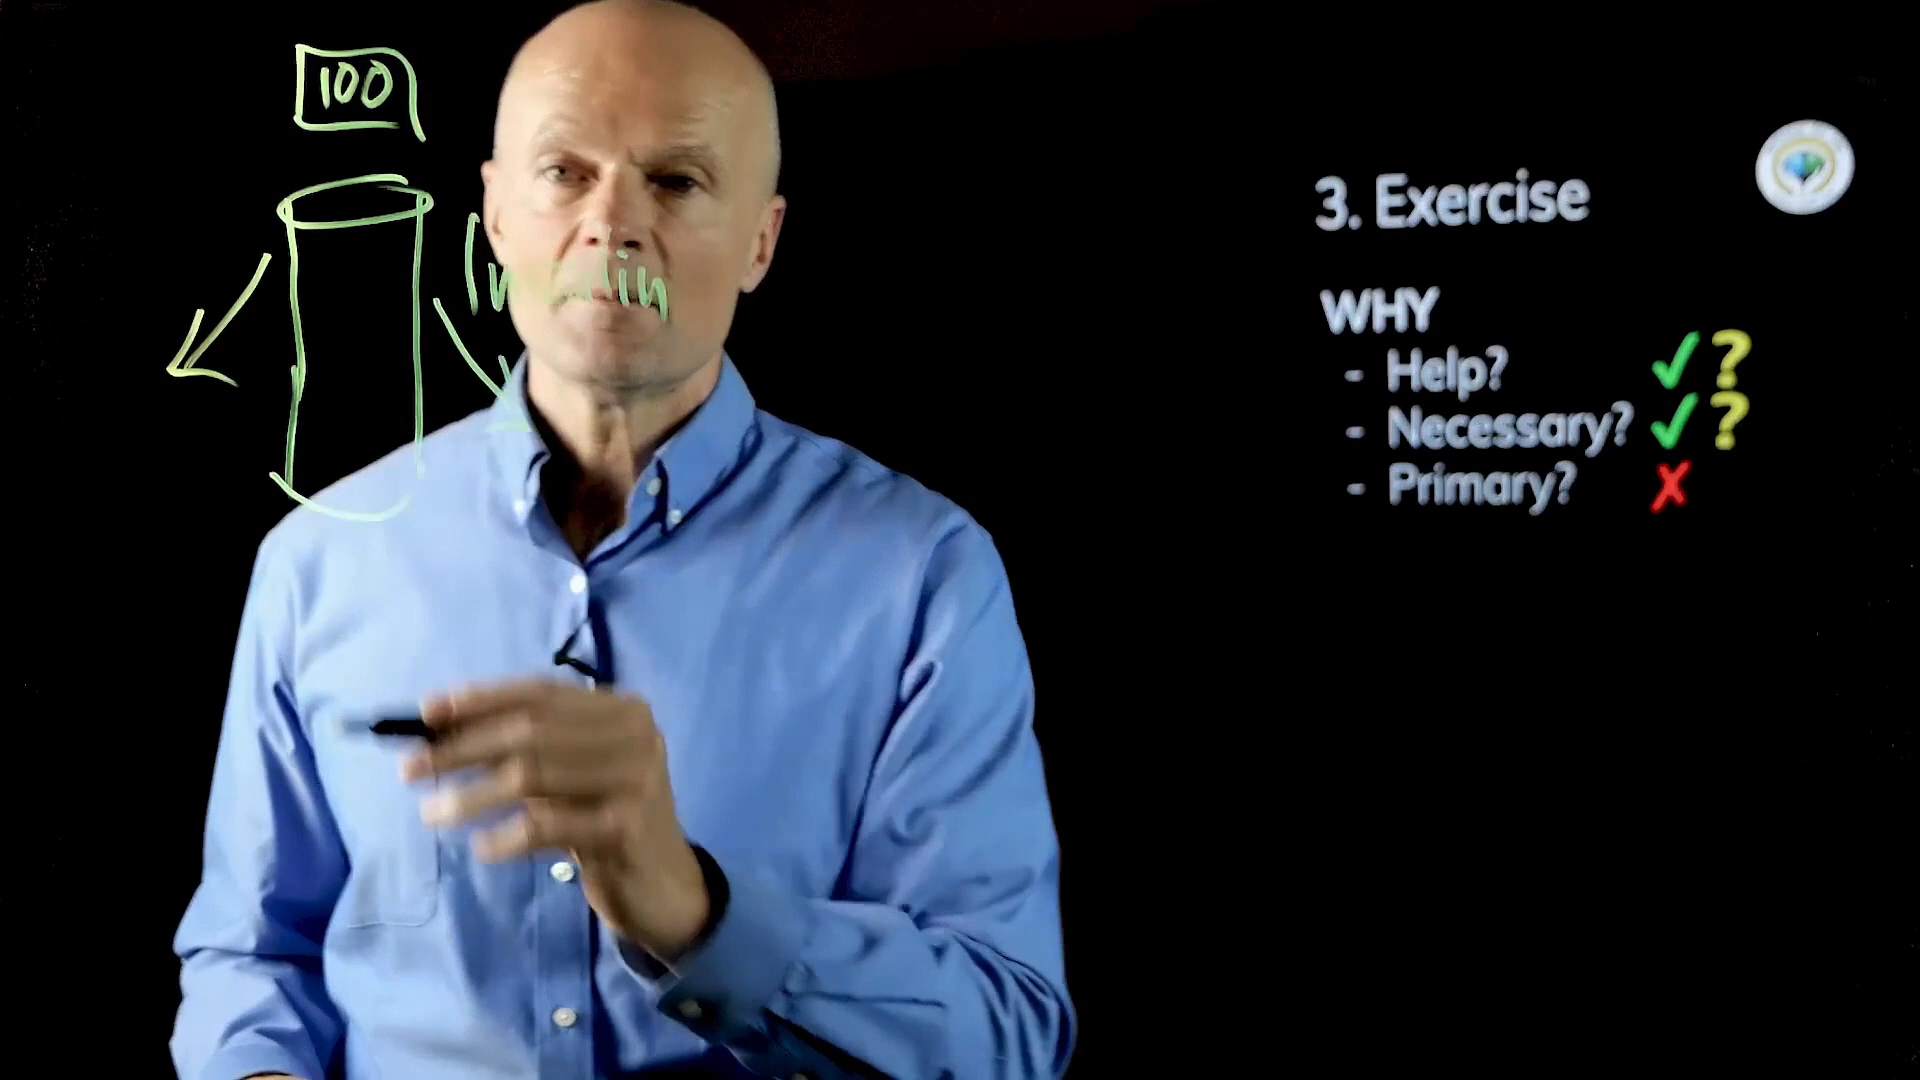 100
3. Exercise
WHY
- Help? ✓ ?
- Necessary? ✓ ?
- Primary? ✗